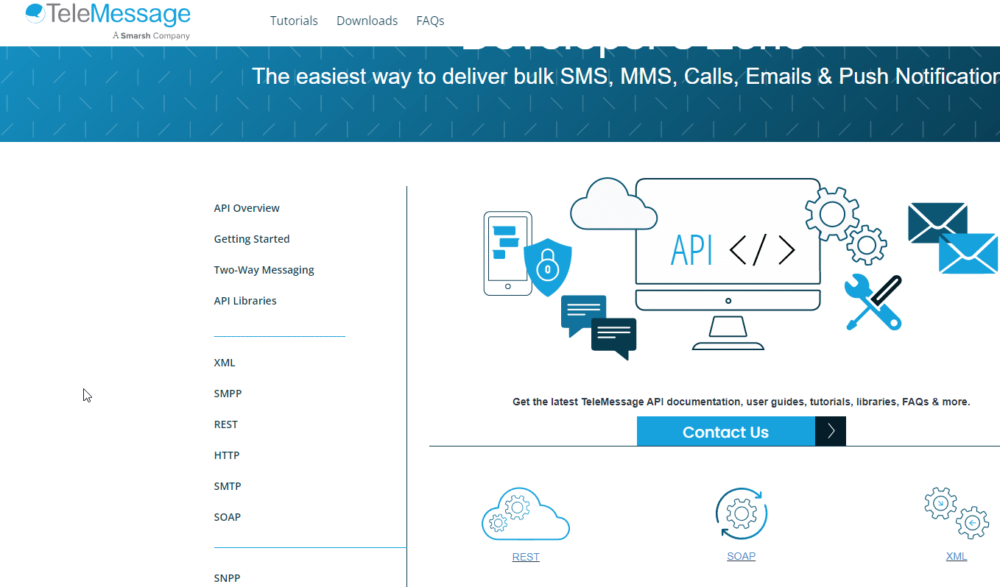 TeleMessage
A Smarsh Company
Tutorials
Downloads
FAQs
The easiest way to deliver bulk SMS, MMS, Calls, Emails & Push Notification
API Overview
Getting Started
Two-Way Messaging
API Libraries
XML
SMPP
REST
HTTP
SMTP
SOAP
SNPP
API </>
Get the latest TeleMessage API documentation, user guides, tutorials, libraries, FAQs & more.
Contact Us
REST
SOAP
XML